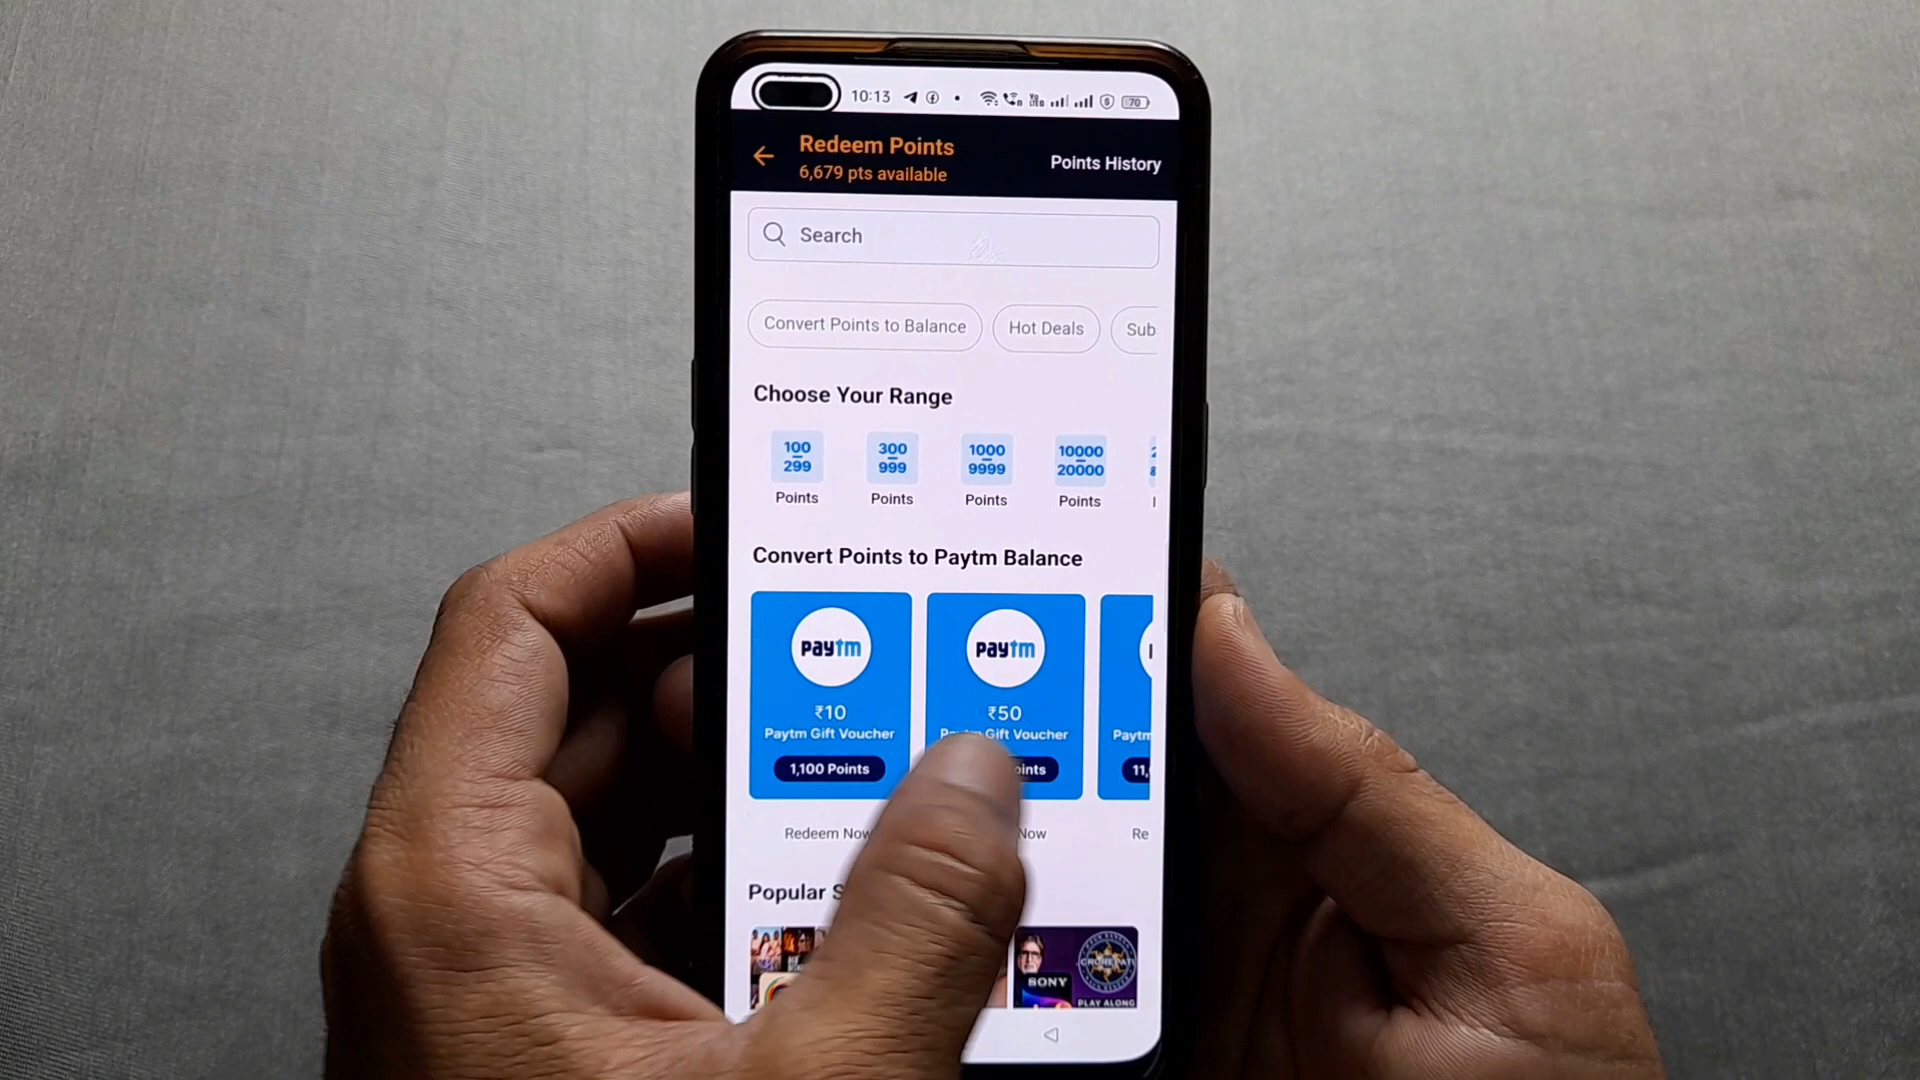 10:13
70
Redeem Points
6,679 pts available
Points History
Search
Convert Points to Balance
Hot Deals
Sub
Choose Your Range
100
299
Points
300
999
Points
1000
9999
Points
10000
20000
Points
Convert Points to Paytm Balance
paytm
₹10
Paytm Gift Voucher
1,100 Points
paytm
₹50
Gift Voucher
Paytm
11,
Redeem Now
Now
Re
Popular S
SONY
CROREPATI
PLAY ALONG